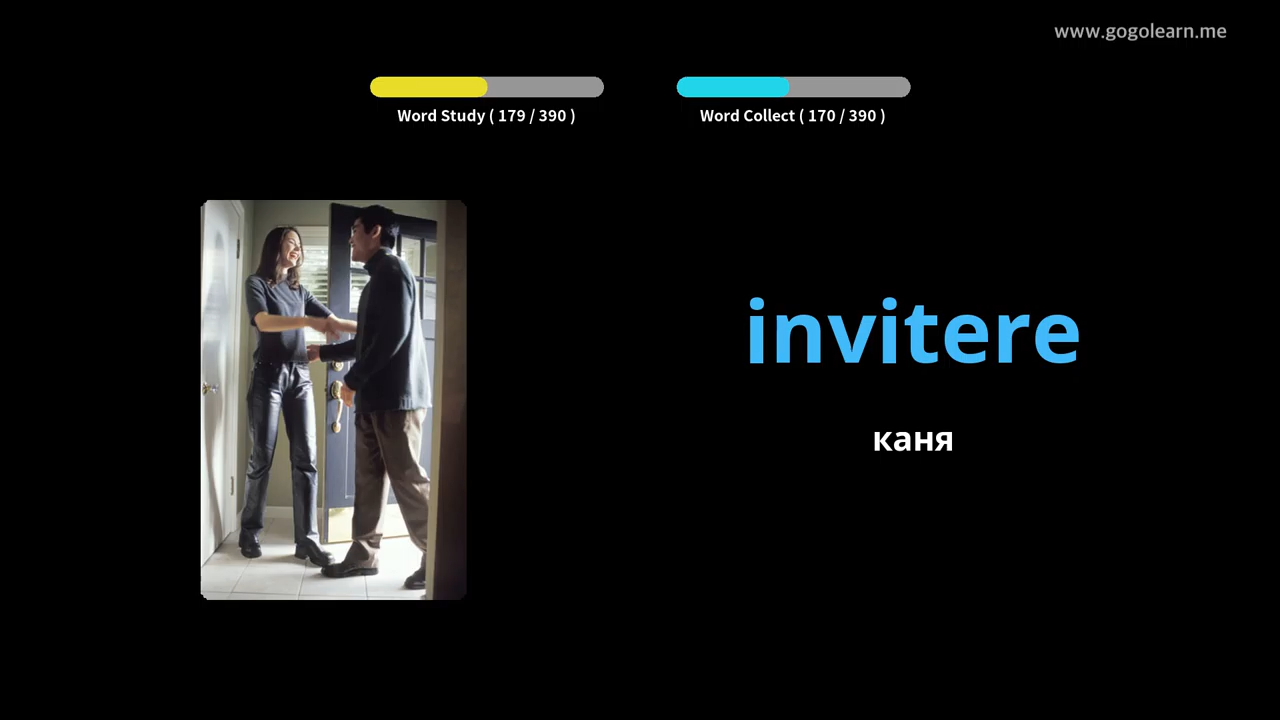 www.gogolearn.me
Word Study ( 179 / 390 )
Word Collect ( 170 / 390 )
invitere
каня